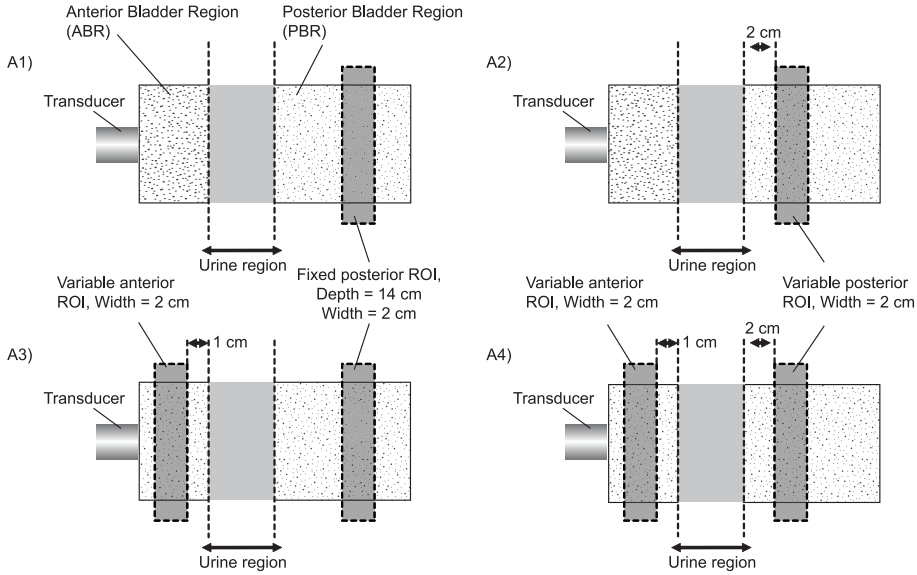 Anterior Bladder Region
(ABR)
Posterior Bladder Region
(PBR)
A1)
Transducer
Urine region
2 cm
A2)
Transducer
Urine region
Variable anterior
ROI, Width = 2 cm
Fixed posterior ROI,
Depth = 14 cm
Width = 2 cm
A3)
1 cm
Transducer
Urine region
Variable anterior
ROI, Width = 2 cm
Variable posterior
ROI, Width = 2 cm
A4)
1 cm
2 cm
Transducer
Urine region